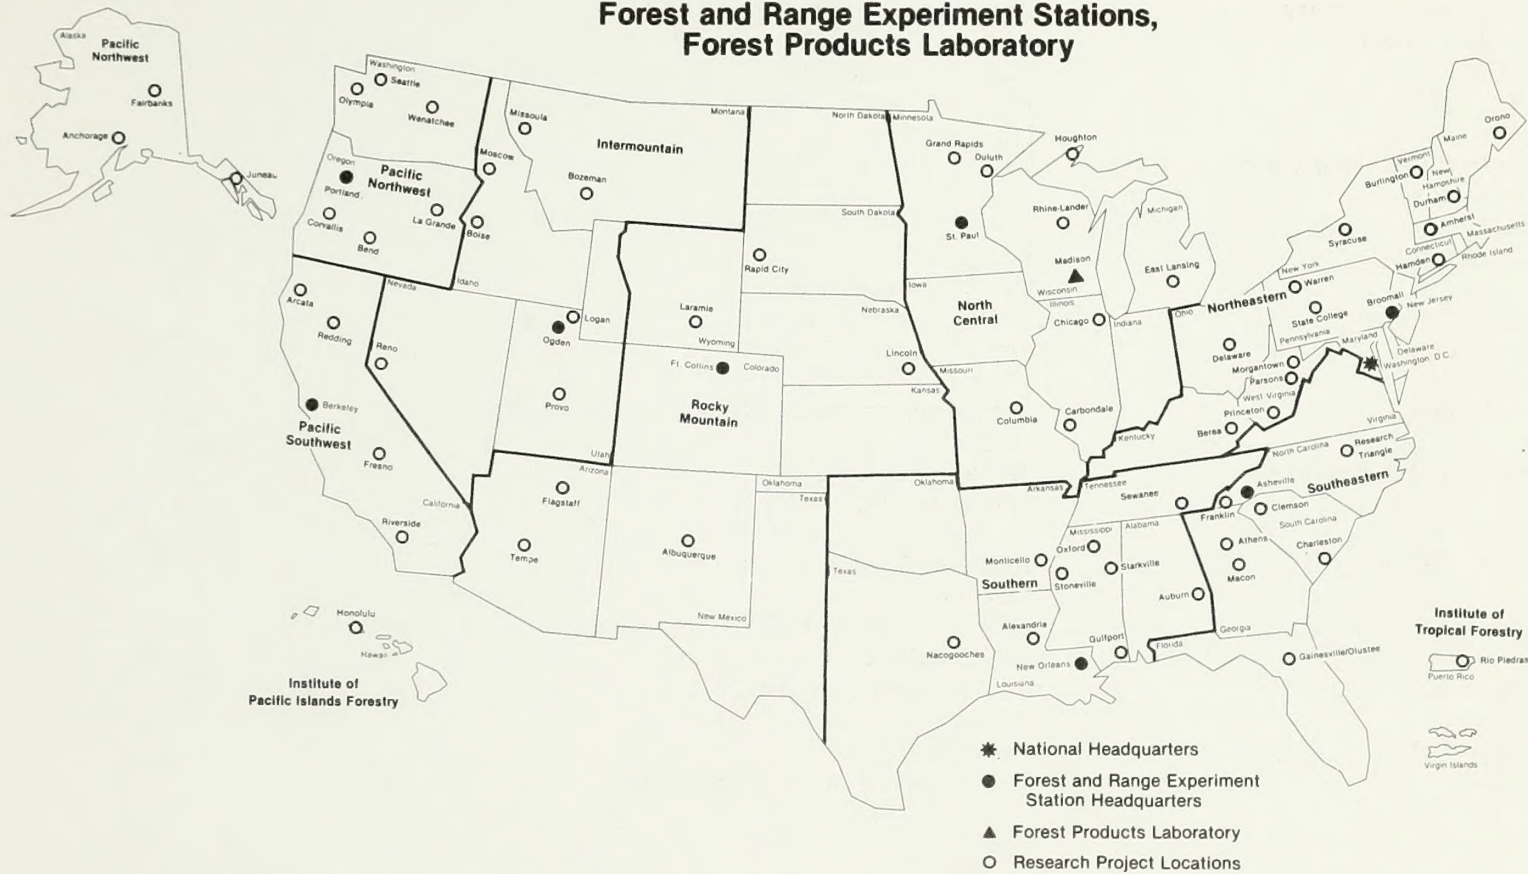 Forest and Range Experiment Stations,
Forest Products Laboratory
Alaska
Pacific
Northwest
Fairbanks
Anchorage
Juneau
Washington
Seattle
Olympia
Wenatchee
Oregon
Portland
Pacific
Northwest
Corvallis
La Grande
Bend
Missoula
Montana
Intermountain
Moscow
Bozeman
Boise
Idaho
North Dakota
South Dakota
Rapid City
Nebraska
Lincoln
Kansas
Laramie
Wyoming
Ft. Collins
Colorado
Rocky
Mountain
Nevada
Logan
Ogden
Provo
Utah
Reno
Arcata
Redding
Berkeley
Pacific
Southwest
Fresno
California
Riverside
Arizona
Flagstaff
Tempe
Albuquerque
New Mexico
Oklahoma
Texas
Oklahoma
Texas
Nacogooches
Minnesota
Grand Rapids
Duluth
Houghton
St. Paul
Rhine-Lander
Michigan
Madison
Wisconsin
East Lansing
Iowa
North
Central
Illinois
Chicago
Indiana
Missouri
Columbia
Carbondale
Ohio
Northeastern
Delaware
Kentucky
Berea
Maine
Orono
Vermont
Burlington
New
Hampshire
Durham
Amherst
Massachusetts
Syracuse
Connecticut
Hamden
Rhode Island
New York
Warren
State College
Pennsylvania
Broomall
New Jersey
Maryland
Delaware
Washington, D.C.
Morgantown
Parsons
West Virginia
Princeton
Virginia
North Carolina
Research
Triangle
Southeastern
Asheville
Franklin
Clemson
South Carolina
Charleston
Athens
Macon
Georgia
Arkansas
Tennessee
Sewanee
Mississippi
Alabama
Oxford
Monticello
Southern
Stoneville
Starkville
Auburn
Alexandria
Gulfport
New Orleans
Louisiana
Florida
Gainesville/Olustee
Honolulu
Hawaii
Institute of
Pacific Islands Forestry
Institute of
Tropical Forestry
Rio Piedras
Puerto Rico
Virgin Islands
National Headquarters
Forest and Range Experiment
Station Headquarters
Forest Products Laboratory
Research Project Locations